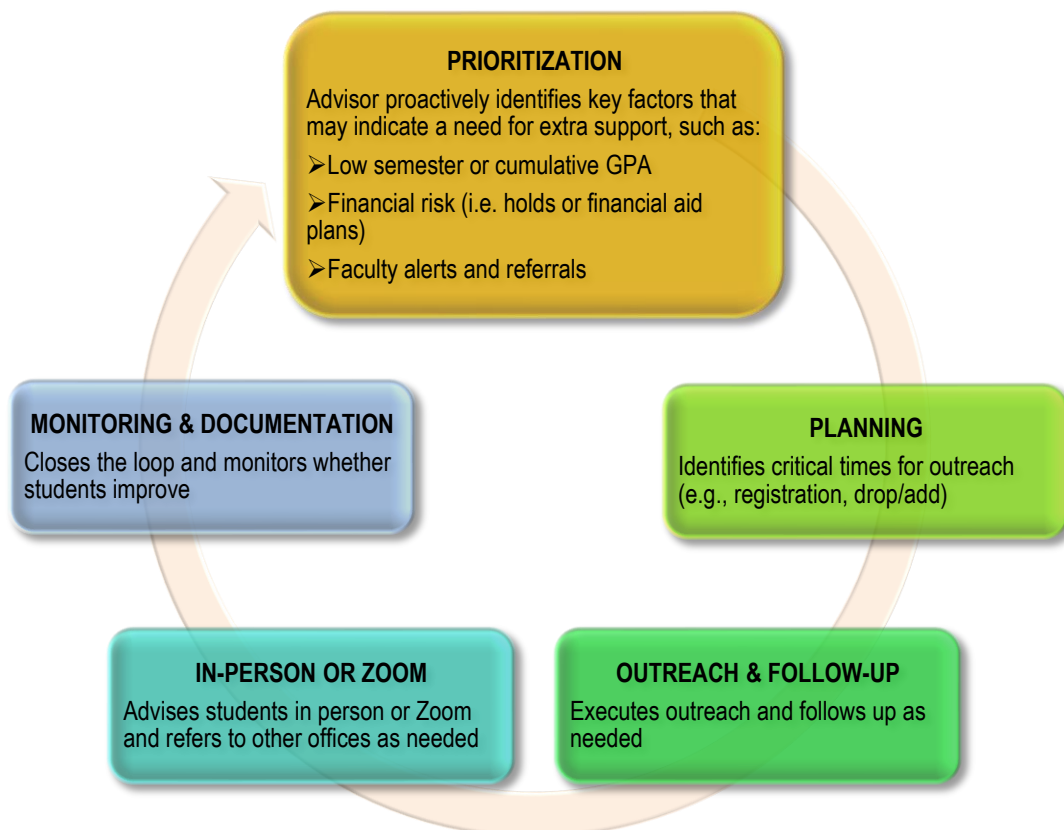 PRIORITIZATION
Advisor proactively identifies key factors that
may indicate a need for extra support, such as:
➢Low semester or cumulative GPA
➢Financial risk (i.e. holds or financial aid
plans)
➢Faculty alerts and referrals
PLANNING
Identifies critical times for outreach
(e.g., registration, drop/add)
OUTREACH & FOLLOW-UP
Executes outreach and follows up as
needed
IN-PERSON OR ZOOM
Advises students in person or Zoom
and refers to other offices as needed
MONITORING & DOCUMENTATION
Closes the loop and monitors whether
students improve